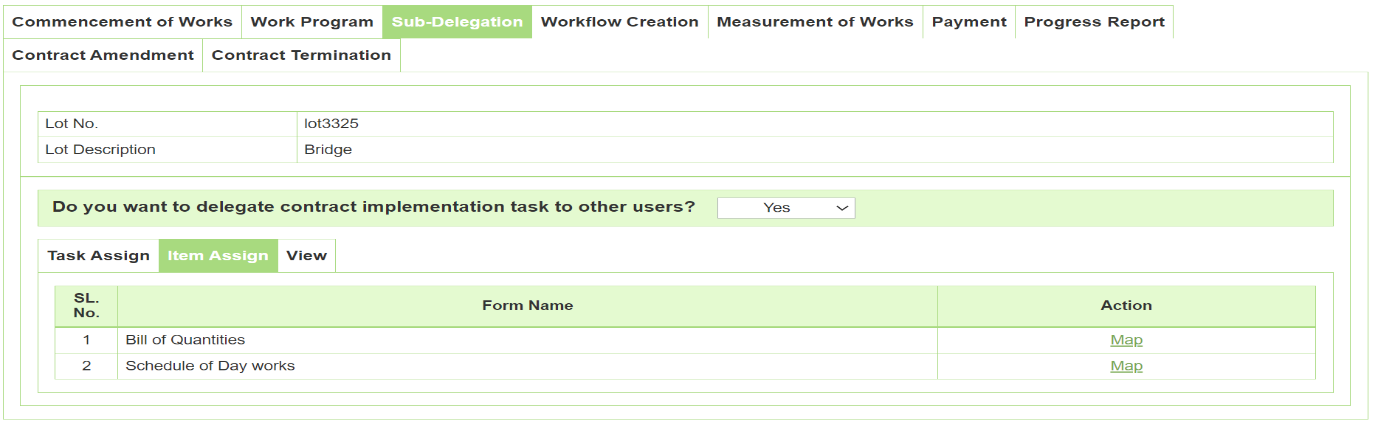 Commencement of Works Work Program Sub-Delegation Workflow Creation Measurement of Works Payment Progress Report
Contract Amendment Contract Termination
Lot No. lot3325
Lot Description Bridge
Do you want to delegate contract implementation task to other users? Yes
Task Assign Item Assign View
SL. No. Form Name Action
1 Bill of Quantities Map
2 Schedule of Day works Map